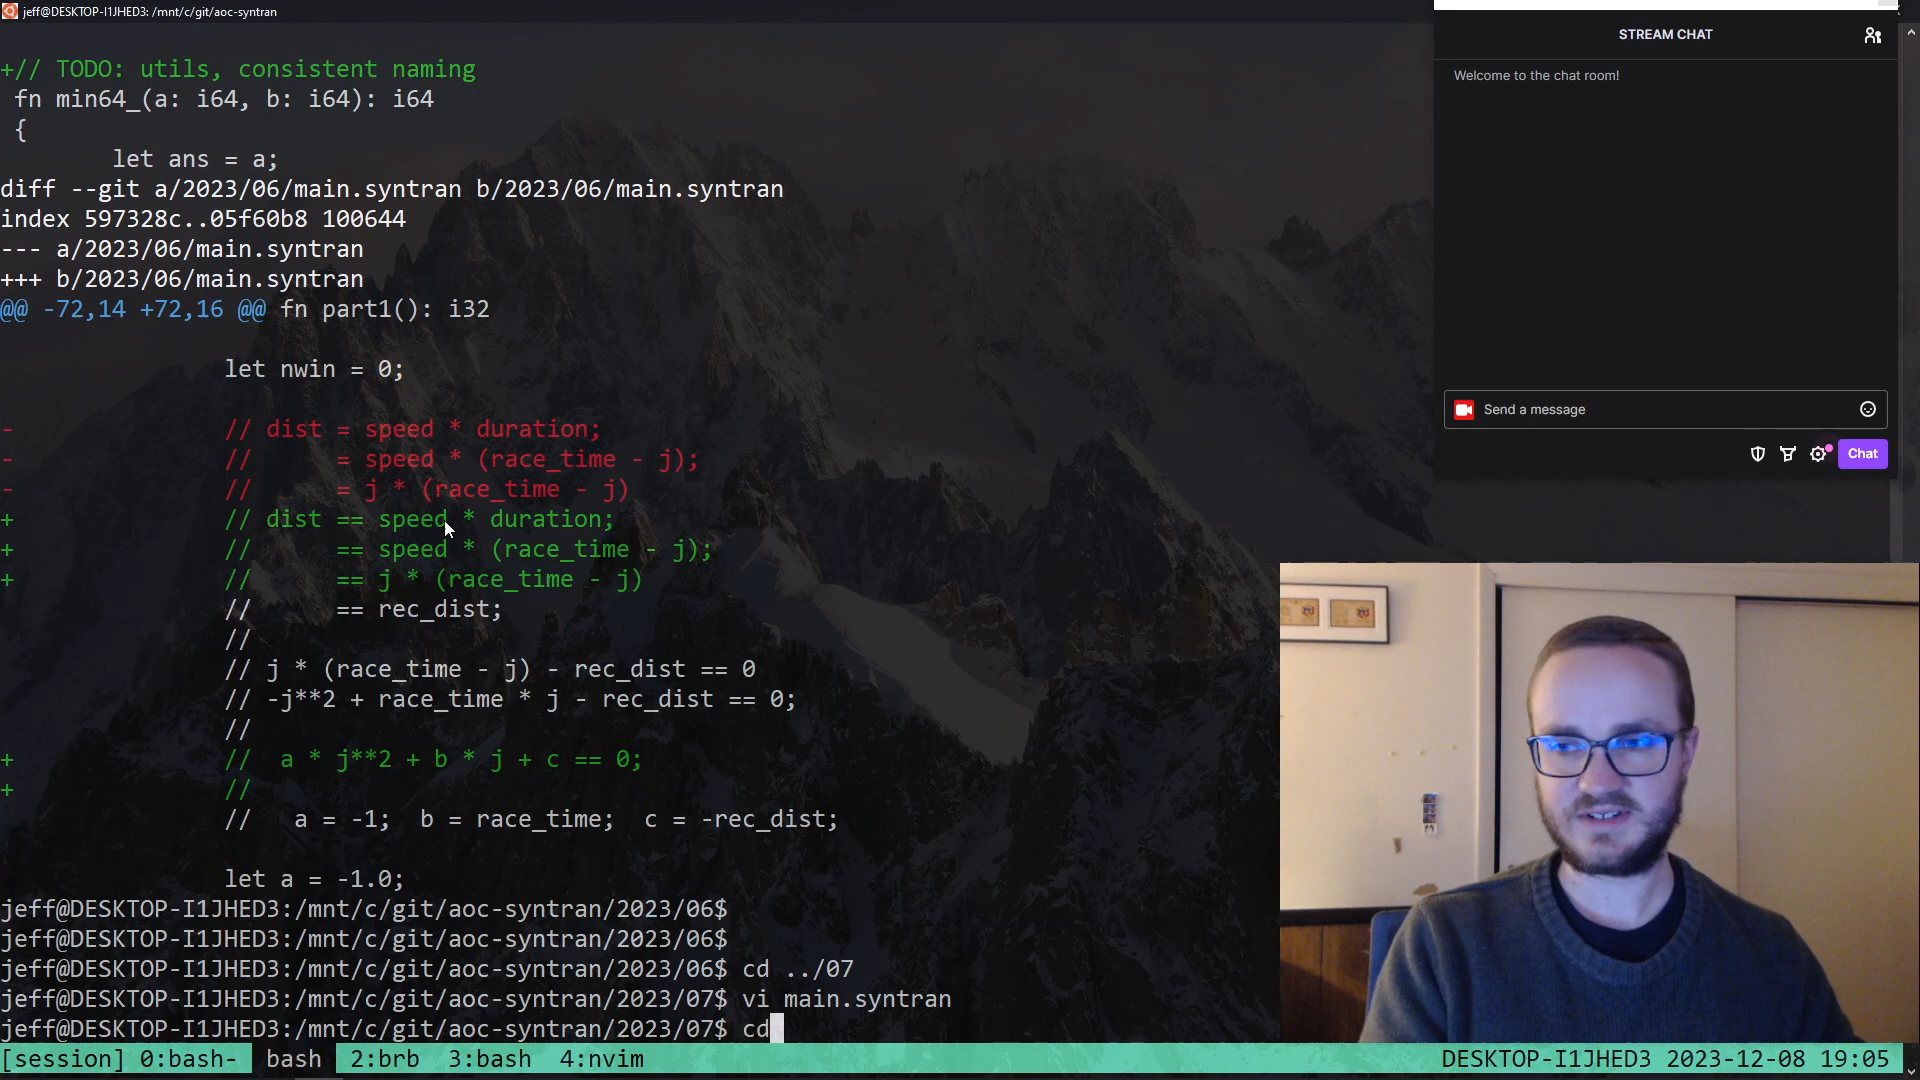 jeff@DESKTOP-I1JHED3: /mnt/c/git/aoc-syntran
+// TODO: utils, consistent naming
fn min64_(a: i64, b: i64): i64
{
let ans = a;
diff --git a/2023/06/main.syntran b/2023/06/main.syntran
index 597328c..05f60b8 100644
--- a/2023/06/main.syntran
+++ b/2023/06/main.syntran
@@ -72,14 +72,16 @@ fn part1(): i32
let nwin = 0;
- // dist = speed * duration;
- // = speed * (race_time - j);
- // = j * (race_time - j)
+ // dist == speed * duration;
+ // == speed * (race_time - j);
+ // == j * (race_time - j)
// == rec_dist;
//
// j * (race_time - j) - rec_dist == 0
// -j**2 + race_time * j - rec_dist == 0;
//
+ // a * j**2 + b * j + c == 0;
+ //
// a = -1; b = race_time; c = -rec_dist;
let a = -1.0;
jeff@DESKTOP-I1JHED3:/mnt/c/git/aoc-syntran/2023/06$
jeff@DESKTOP-I1JHED3:/mnt/c/git/aoc-syntran/2023/06$
jeff@DESKTOP-I1JHED3:/mnt/c/git/aoc-syntran/2023/06$ cd ../07
jeff@DESKTOP-I1JHED3:/mnt/c/git/aoc-syntran/2023/07$ vi main.syntran
jeff@DESKTOP-I1JHED3:/mnt/c/git/aoc-syntran/2023/07$ cd
[session] 0:bash- bash 2:brb 3:bash 4:nvim DESKTOP-I1JHED3 2023-12-08 19:05
STREAM CHAT
Welcome to the chat room!
Send a message
Chat